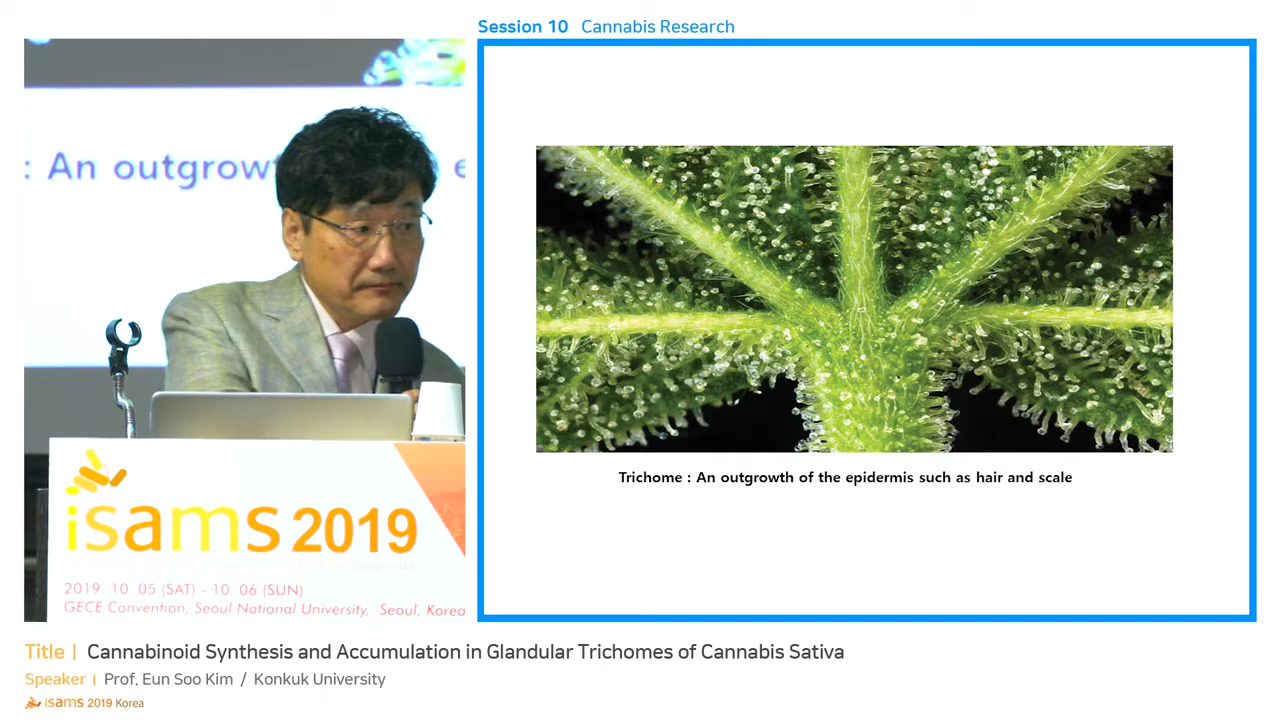 Session 10 Cannabis Research
: An outgrow
e
Trichome : An outgrowth of the epidermis such as hair and scale
isams 2019
2019. 10 05 (SAT) - 10. 06 (SUN)
GECE Convention, Seoul National University, Seoul, Korea
Title | Cannabinoid Synthesis and Accumulation in Glandular Trichomes of Cannabis Sativa
Speaker | Prof. Eun Soo Kim / Konkuk University
isams 2019 Korea